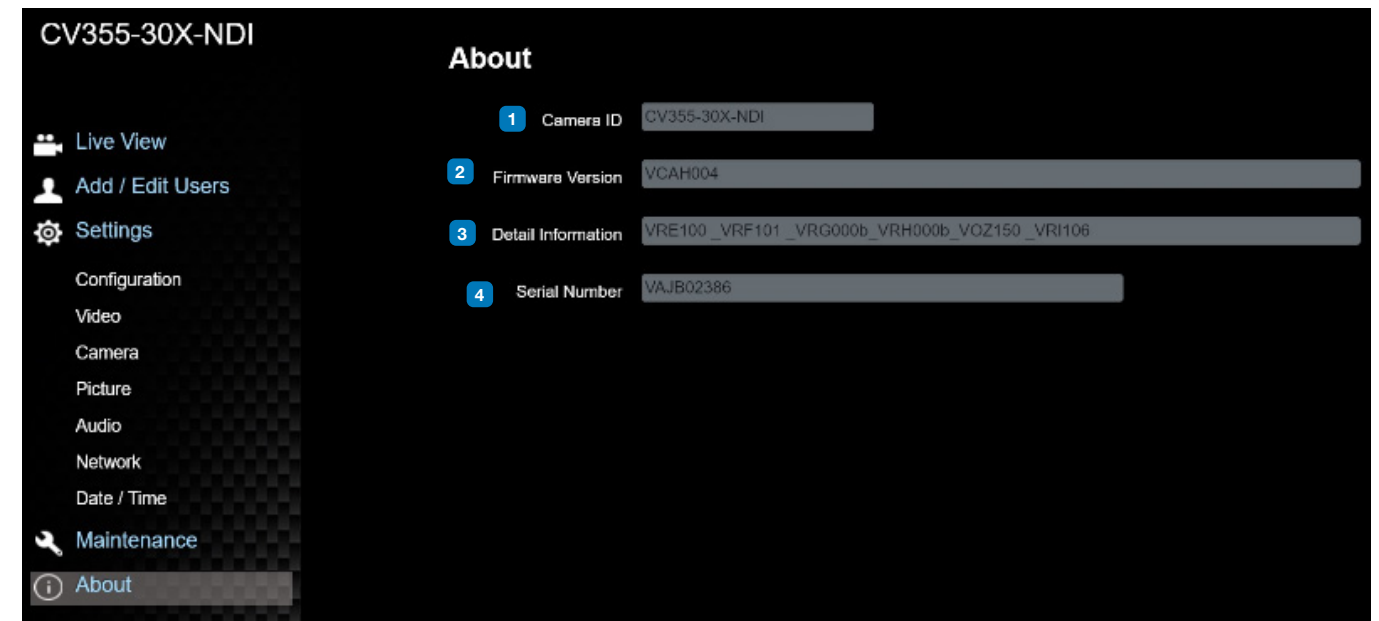 CV355-30X-NDI
Live View
Add / Edit Users
Settings
Configuration
Video
Camera
Picture
Audio
Network
Date / Time
Maintenance
About
About
1 Camera ID CV355-30X-NDI
2 Firmware Version VCAH004
3 Detail Information VRE100 _VRF101 _VRG000b_VRH000b_VOZ150 _VRI106
4 Serial Number VAJB02386